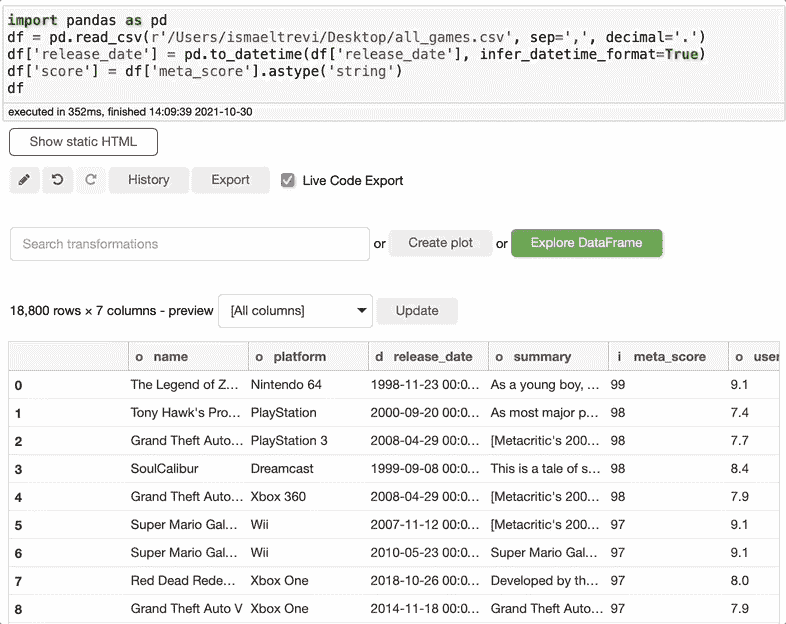 import pandas as pd
df = pd.read_csv(r'/Users/ismaeltrevi/Desktop/all_games.csv', sep=',', decimal='.')
df['release_date'] = pd.to_datetime(df['release_date'], infer_datetime_format=True)
df['score'] = df['meta_score'].astype('string')
df
executed in 352ms, finished 14:09:39 2021-10-30
Show static HTML
History Export Live Code Export
Search transformations or Create plot or Explore DataFrame
18,800 rows × 7 columns - preview [All columns] Update
o name o platform d release_date o summary i meta_score o user
0 The Legend of Z... Nintendo 64 1998-11-23 00:0... As a young boy, ... 99 9.1
1 Tony Hawk's Pro... PlayStation 2000-09-20 00:0... As most major p... 98 7.4
2 Grand Theft Auto... PlayStation 3 2008-04-29 00:0... [Metacritic's 200... 98 7.7
3 SoulCalibur Dreamcast 1999-09-08 00:0... This is a tale of s... 98 8.4
4 Grand Theft Auto... Xbox 360 2008-04-29 00:0... [Metacritic's 200... 98 7.9
5 Super Mario Gal... Wii 2007-11-12 00:0... [Metacritic's 200... 97 9.1
6 Super Mario Gal... Wii 2010-05-23 00:0... Super Mario Gal... 97 9.1
7 Red Dead Rede... Xbox One 2018-10-26 00:0... Developed by th... 97 8.0
8 Grand Theft Auto V Xbox One 2014-11-18 00:0... Grand Theft Auto... 97 7.9